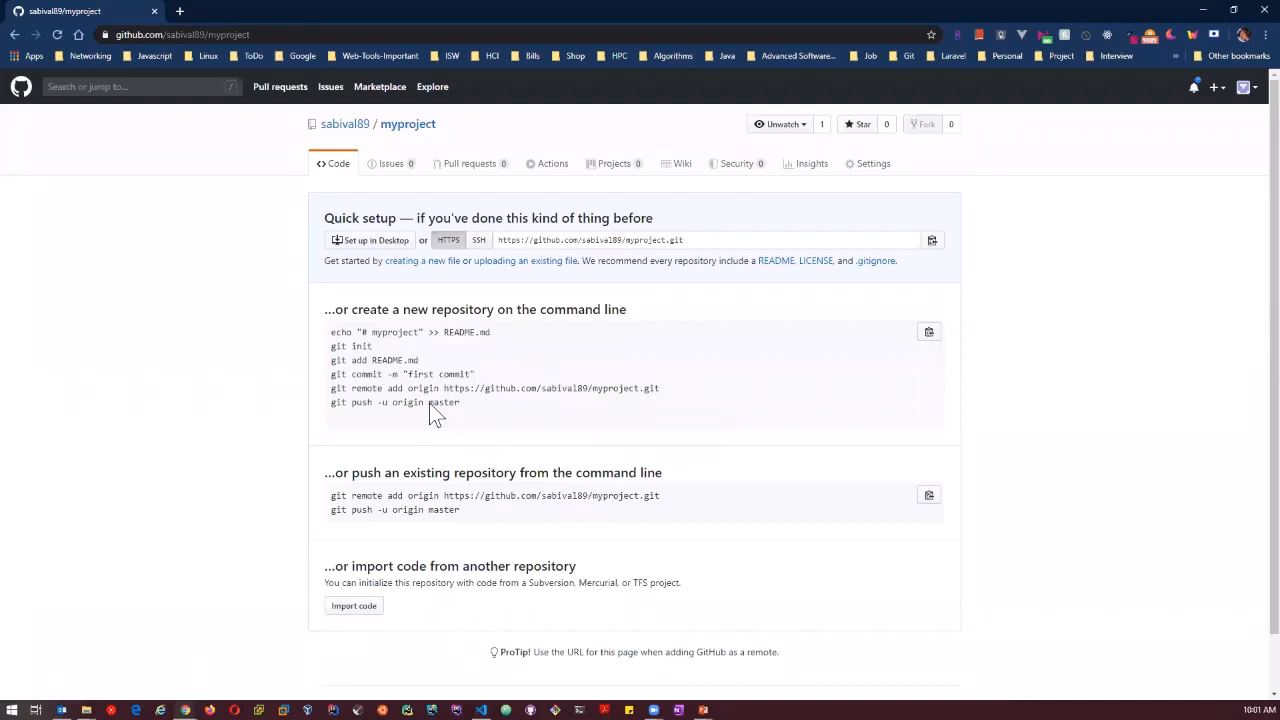 sabival89/myproject
github.com/sabival89/myproject
Apps Networking Javascript Linux ToDo Google Web-Tools-Important ISW HCI Bills Shop HPC Algorithms Java Advanced Software... Job Git Laravel Personal Project Interview » Other bookmarks
Search or jump to... / Pull requests Issues Marketplace Explore
sabival89 / myproject Unwatch 1 Star 0 Fork 0
Code Issues 0 Pull requests 0 Actions Projects 0 Wiki Security 0 Insights Settings
Quick setup — if you've done this kind of thing before
Set up in Desktop or HTTPS SSH https://github.com/sabival89/myproject.git
Get started by creating a new file or uploading an existing file. We recommend every repository include a README, LICENSE, and .gitignore.
...or create a new repository on the command line
echo "# myproject" >> README.md
git init
git add README.md
git commit -m "first commit"
git remote add origin https://github.com/sabival89/myproject.git
git push -u origin master
...or push an existing repository from the command line
git remote add origin https://github.com/sabival89/myproject.git
git push -u origin master
...or import code from another repository
You can initialize this repository with code from a Subversion, Mercurial, or TFS project.
Import code
ProTip! Use the URL for this page when adding GitHub as a remote.
10:01 AM